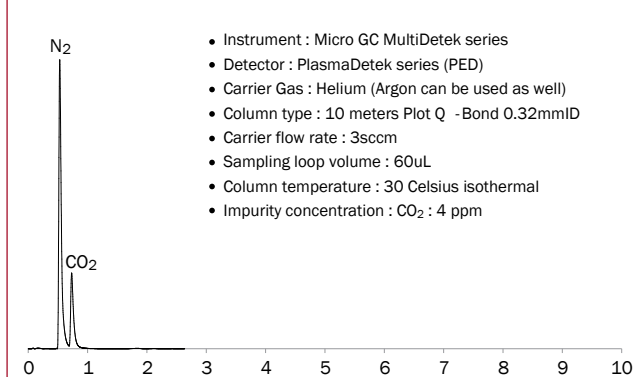 N2
• Instrument : Micro GC MultiDetek series
• Detector : PlasmaDetek series (PED)
• Carrier Gas : Helium (Argon can be used as well)
• Column type : 10 meters Plot Q -Bond 0.32mmID
• Carrier flow rate : 3sccm
• Sampling loop volume : 60uL
• Column temperature : 30 Celsius isothermal
• Impurity concentration : CO2 : 4 ppm
CO2
0 1 2 3 4 5 6 7 8 9 10